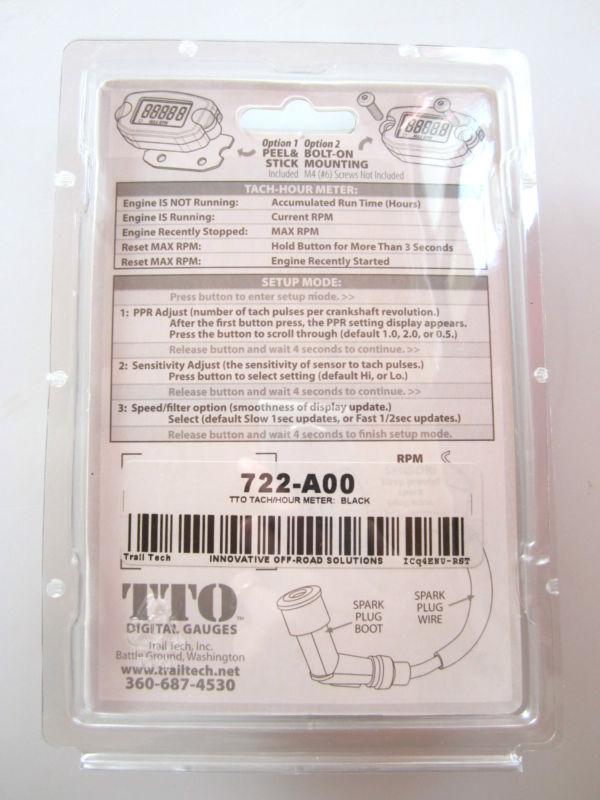 Option 1 Option 2
PEEL& BOLT-ON
STICK MOUNTING
Included M4 (#6) Screws Not Included
TACH-HOUR METER:
Engine IS NOT Running: Accumulated Run Time (Hours)
Engine IS Running: Current RPM
Engine Recently Stopped: MAX RPM
Reset MAX RPM: Hold Button for More Than 3 Seconds
Reset MAX RPM: Engine Recently Started
SETUP MODE:
Press button to enter setup mode. >>
1: PPR Adjust (number of tach pulses per crankshaft revolution.)
After the first button press, the PPR setting display appears.
Press the button to scroll through (default 1.0, 2.0, or 0.5.)
Release button and wait 4 seconds to continue. >>
2: Sensitivity Adjust (the sensitivity of sensor to tach pulses.)
Press button to select setting (default Hi, or Lo.)
Release button and wait 4 seconds to continue. >>
3: Speed/filter option (smoothness of display update.)
Select (default Slow 1sec updates, or Fast 1/2sec updates.)
Release button and wait 4 seconds to finish setup mode.
RPM
722-A00
TTO TACH/HOUR METER: BLACK
Trail Tech INNOVATIVE OFF-ROAD SOLUTIONS ICq4ENU-RST
TTO™
DIGITAL GAUGES
Trail Tech, Inc.
Battle Ground, Washington
www.trailtech.net
360-687-4530
SPARK
PLUG
BOOT
SPARK
PLUG
WIRE